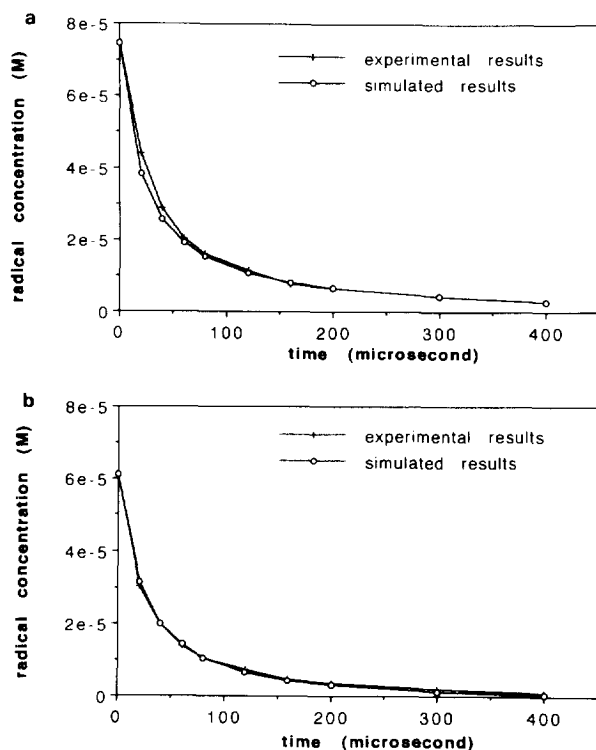 a
8e-5
6e-5
4e-5
2e-5
0
radical concentration (M)
experimental results
simulated results
0 100 200 300 400
time (microsecond)
b
8e-5
6e-5
4e-5
2e-5
0
radical concentration (M)
experimental results
simulated results
0 100 200 300 400
time (microsecond)